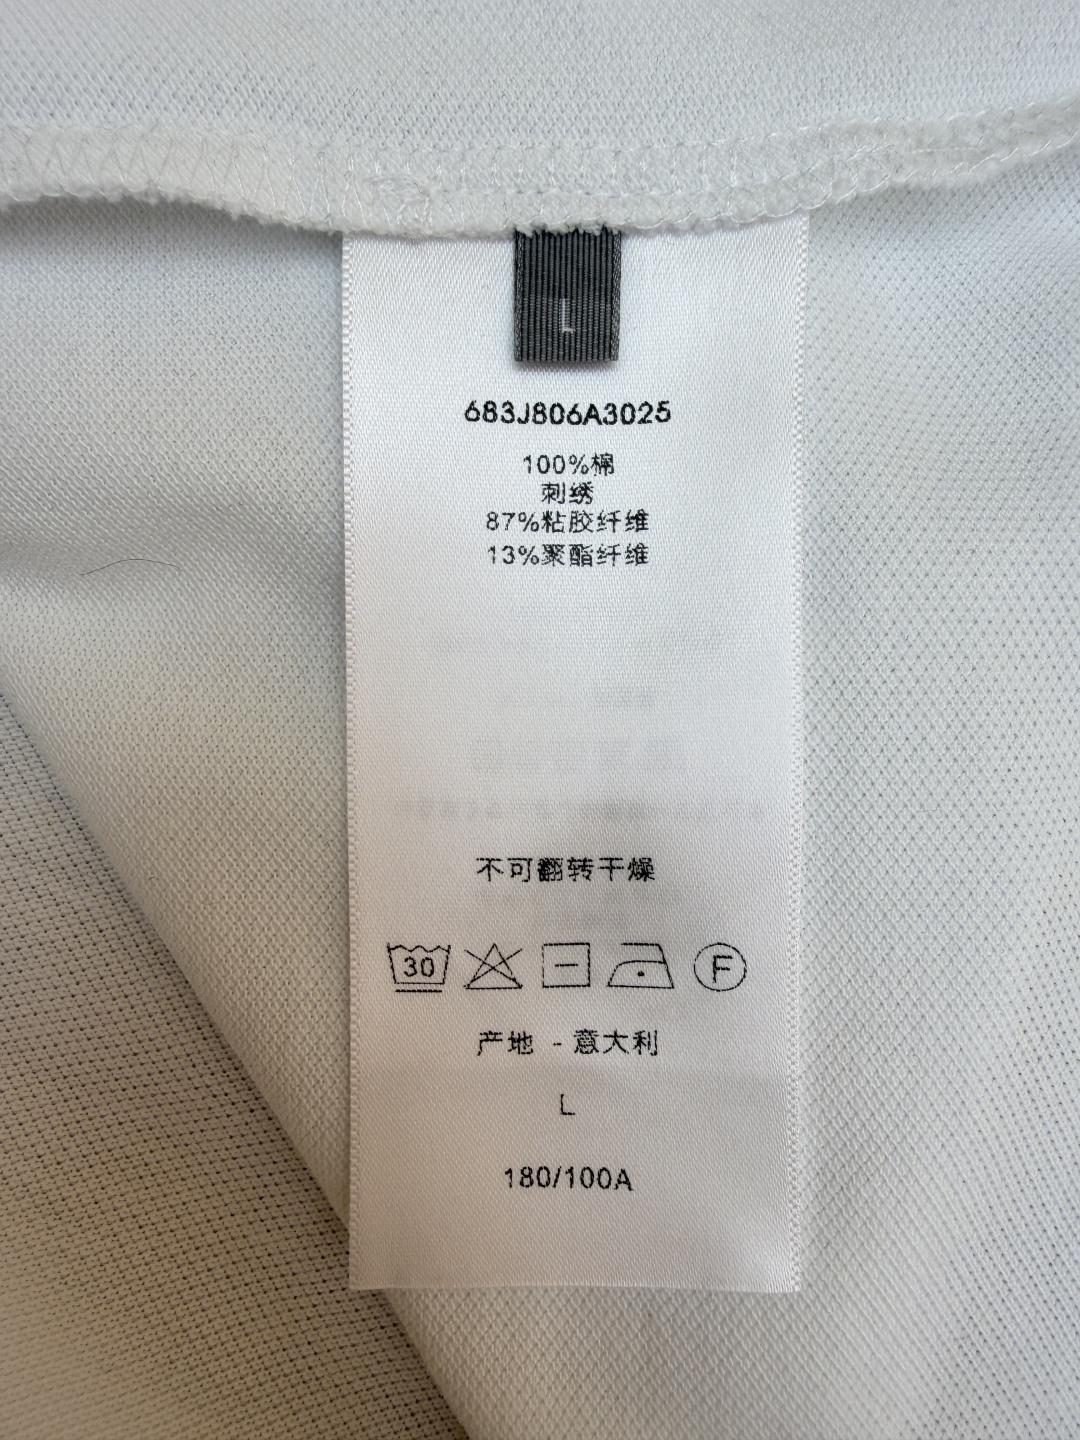 L
683J806A3025
100%棉
刺绣
87%粘胶纤维
13%聚酯纤维
不可翻转干燥
30
F
产地 - 意大利
L
180/100A